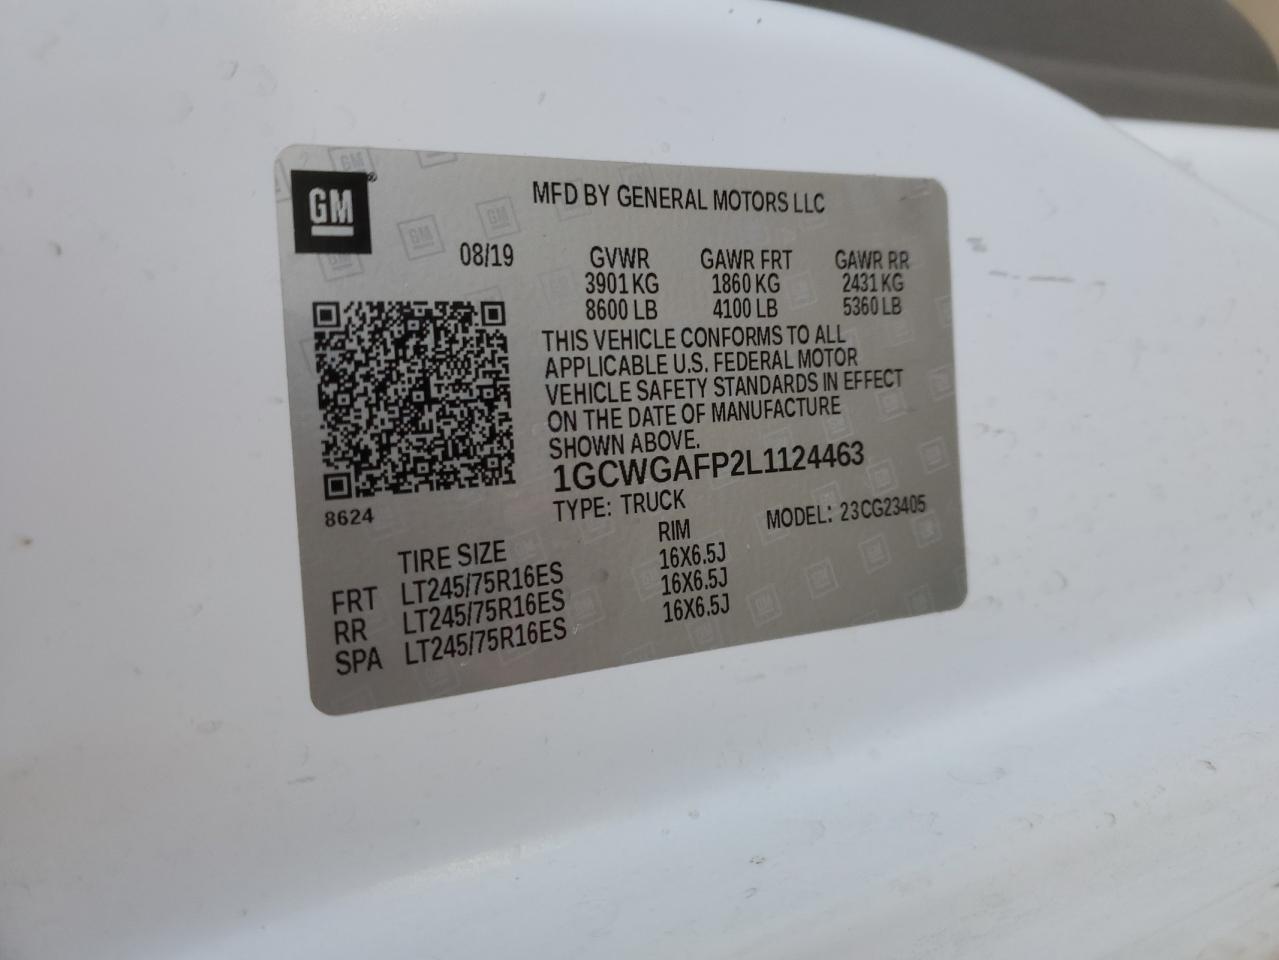 GM
MFD BY GENERAL MOTORS LLC
08/19 GVWR GAWR FRT GAWR RR
3901 KG 1860 KG 2431 KG
8600 LB 4100 LB 5360 LB
THIS VEHICLE CONFORMS TO ALL
APPLICABLE U.S. FEDERAL MOTOR
VEHICLE SAFETY STANDARDS IN EFFECT
ON THE DATE OF MANUFACTURE
SHOWN ABOVE.
1GCWGAFP2L1124463
8624
TYPE: TRUCK MODEL: 23CG23405
TIRE SIZE RIM
FRT LT245/75R16ES 16X6.5J
RR LT245/75R16ES 16X6.5J
SPA LT245/75R16ES 16X6.5J